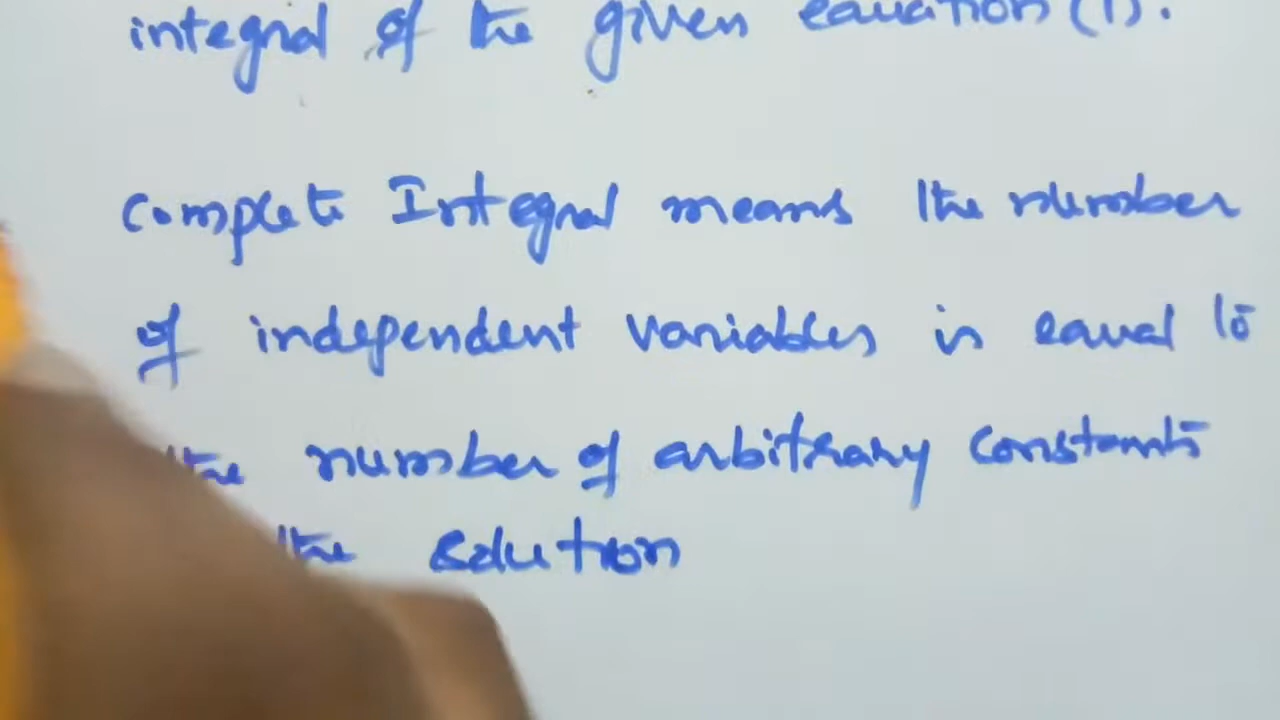 integral of the given equation (1).
Complete Integral means the number
of independent variables is equal to
the number of arbitrary constants
the solution